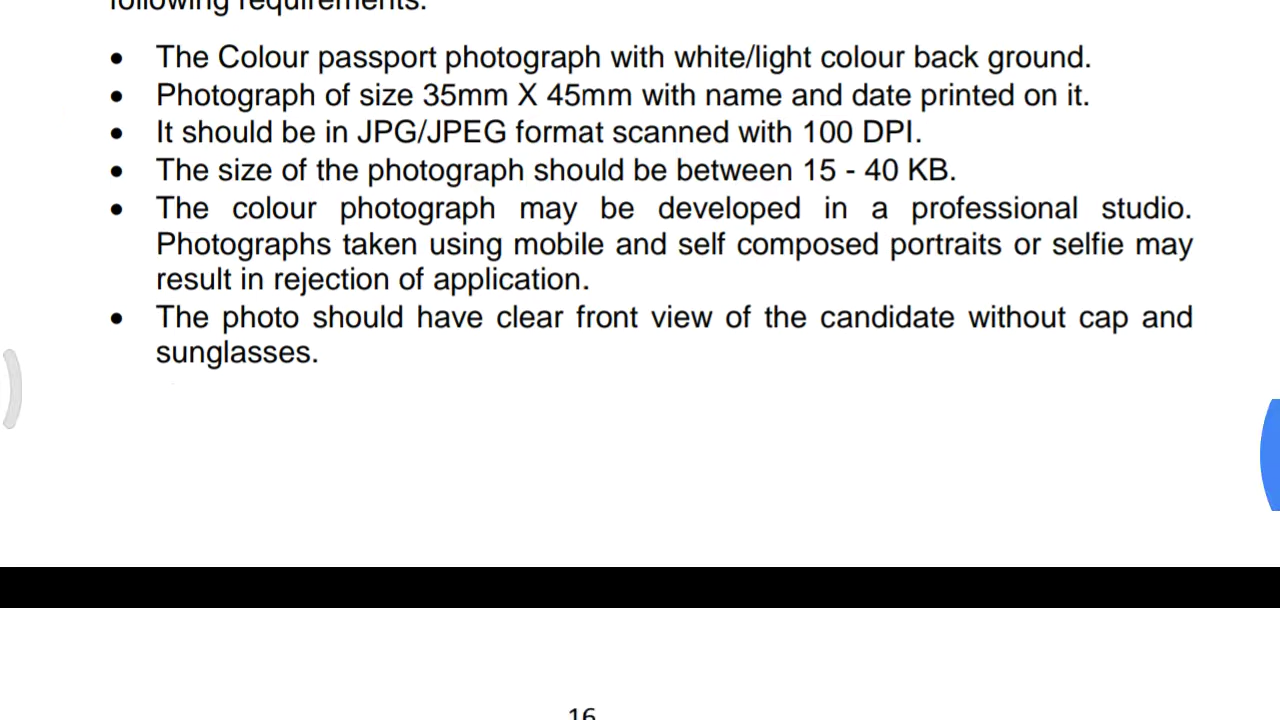 following requirements:
• The Colour passport photograph with white/light colour back ground.
• Photograph of size 35mm X 45mm with name and date printed on it.
• It should be in JPG/JPEG format scanned with 100 DPI.
• The size of the photograph should be between 15 - 40 KB.
• The colour photograph may be developed in a professional studio.
Photographs taken using mobile and self composed portraits or selfie may
result in rejection of application.
• The photo should have clear front view of the candidate without cap and
sunglasses.
16